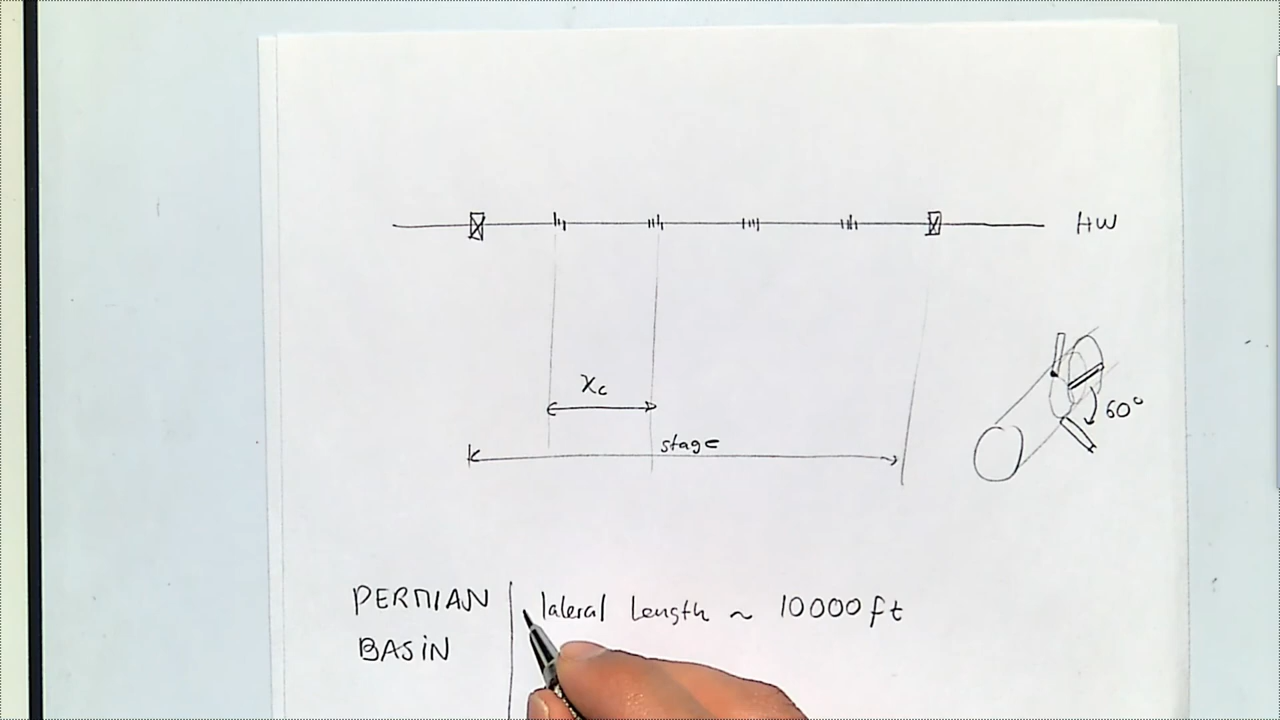 HW
60°
Xc
stage
PERMIAN
BASIN
lateral Length ~ 10000 ft